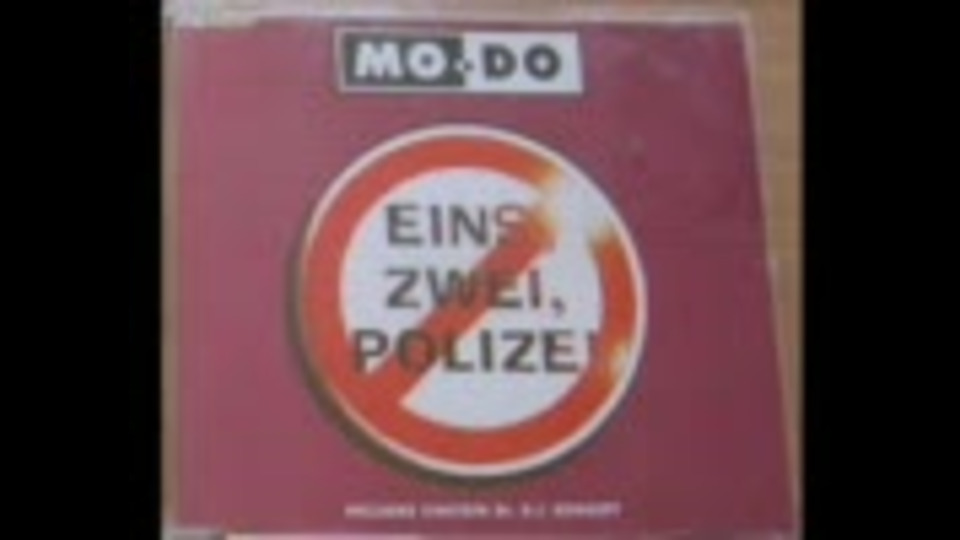 MO-DO
EINS
ZWEI,
POLIZEI